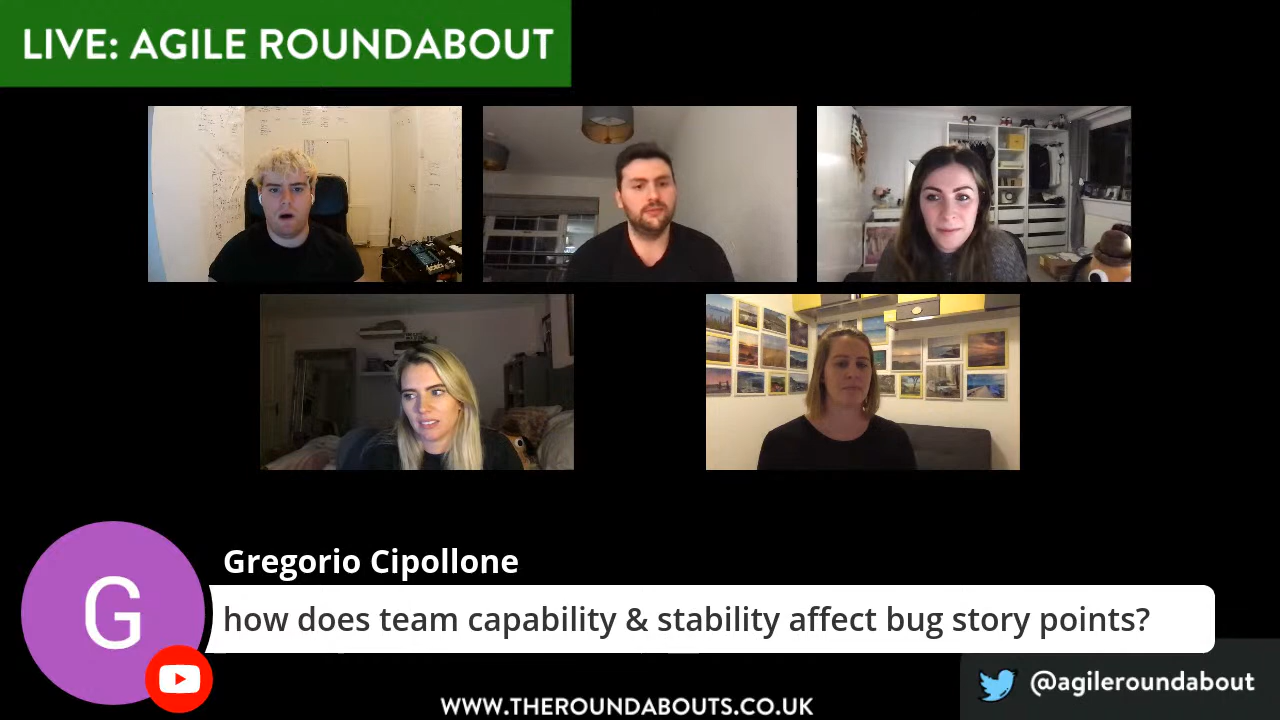 LIVE: AGILE ROUNDABOUT
Gregorio Cipollone
G
how does team capability & stability affect bug story points?
@agileroundabout
WWW.THEROUNDABOUTS.CO.UK